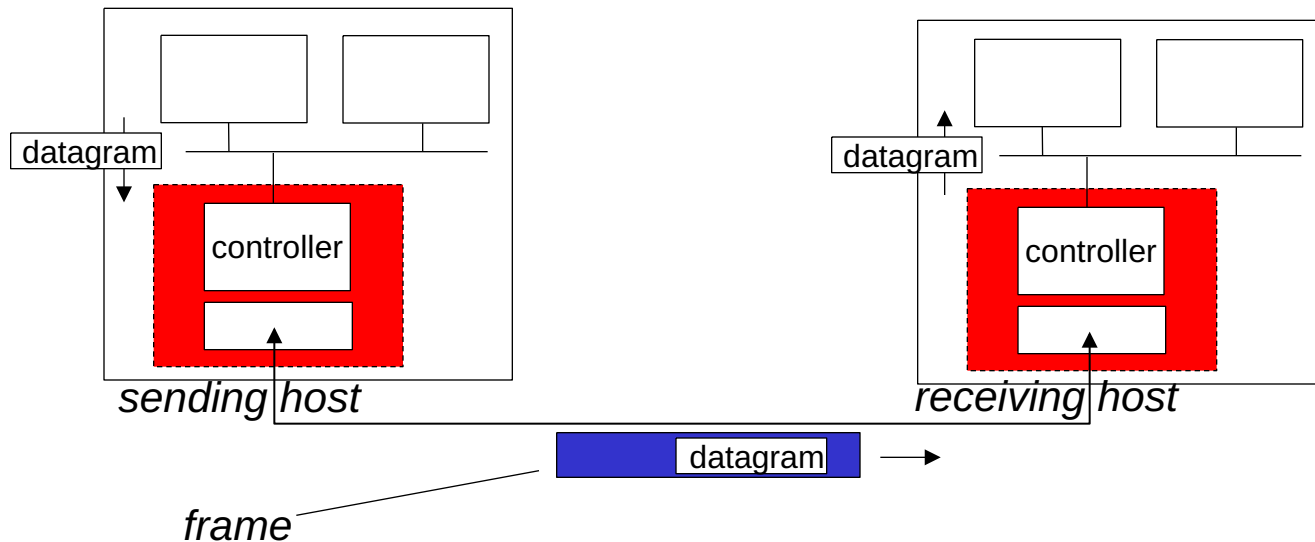 datagram
datagram
controller
controller
sending host
receiving host
datagram
frame